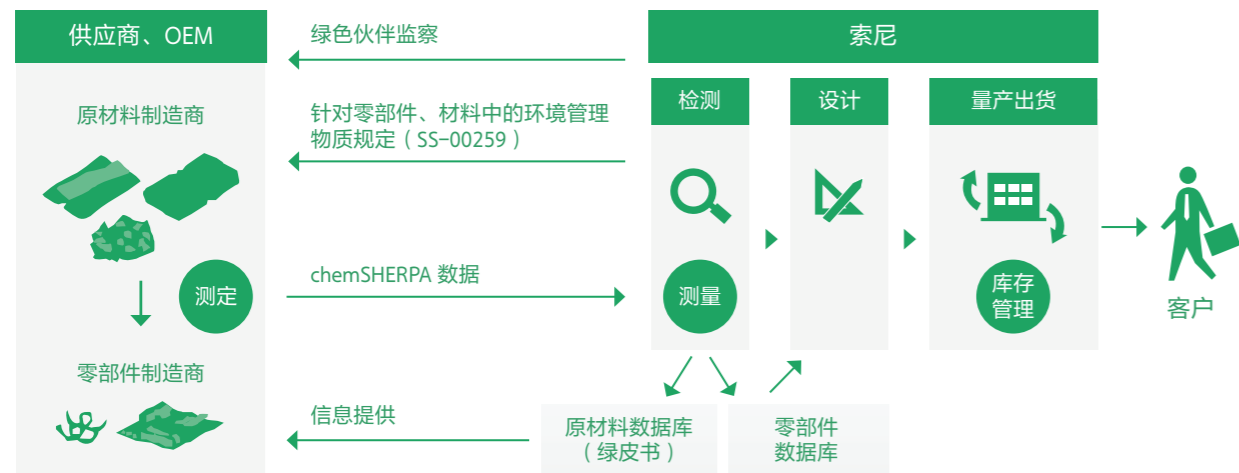 供应商、OEM
原材料制造商
测定
零部件制造商
绿色伙伴监察
针对零部件、材料中的环境管理
物质规定（SS-00259）
chemSHERPA 数据
信息提供
索尼
检测
测量
设计
量产出货
库存
管理
客户
原材料数据库
（绿皮书）
零部件
数据库